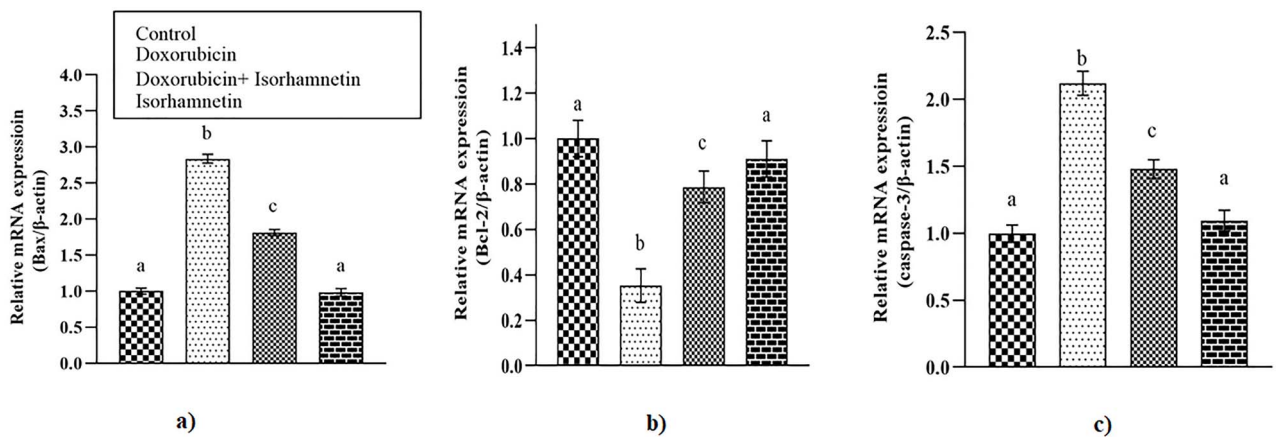 Control
Doxorubicin
Doxorubicin+ Isorhamnetin
Isorhamnetin
Relative mRNA expressioin
(Bax/β-actin)
4.0
3.5
3.0
2.5
2.0
1.5
1.0
0.5
0.0
a
b
c
a
a)
Relative mRNA expressioin
(Bcl-2/β-actin)
1.4
1.2
1.0
0.8
0.6
0.4
0.2
0.0
a
b
c
a
b)
Relative mRNA expressioin
(caspase-3/β-actin)
2.5
2.0
1.5
1.0
0.5
0.0
a
b
c
a
c)